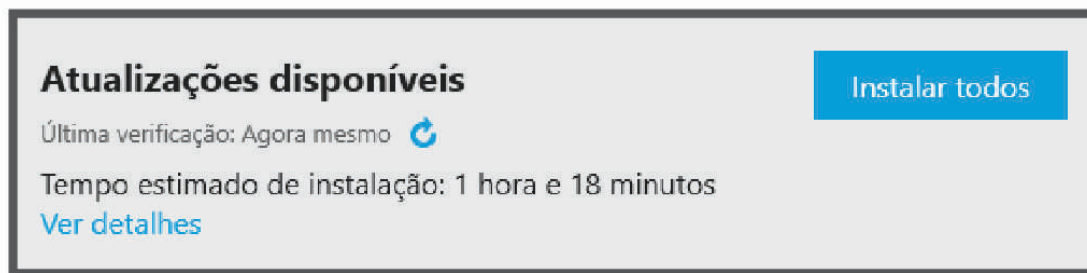 Atualizações disponíveis
Instalar todos
Última verificação: Agora mesmo
Tempo estimado de instalação: 1 hora e 18 minutos
Ver detalhes